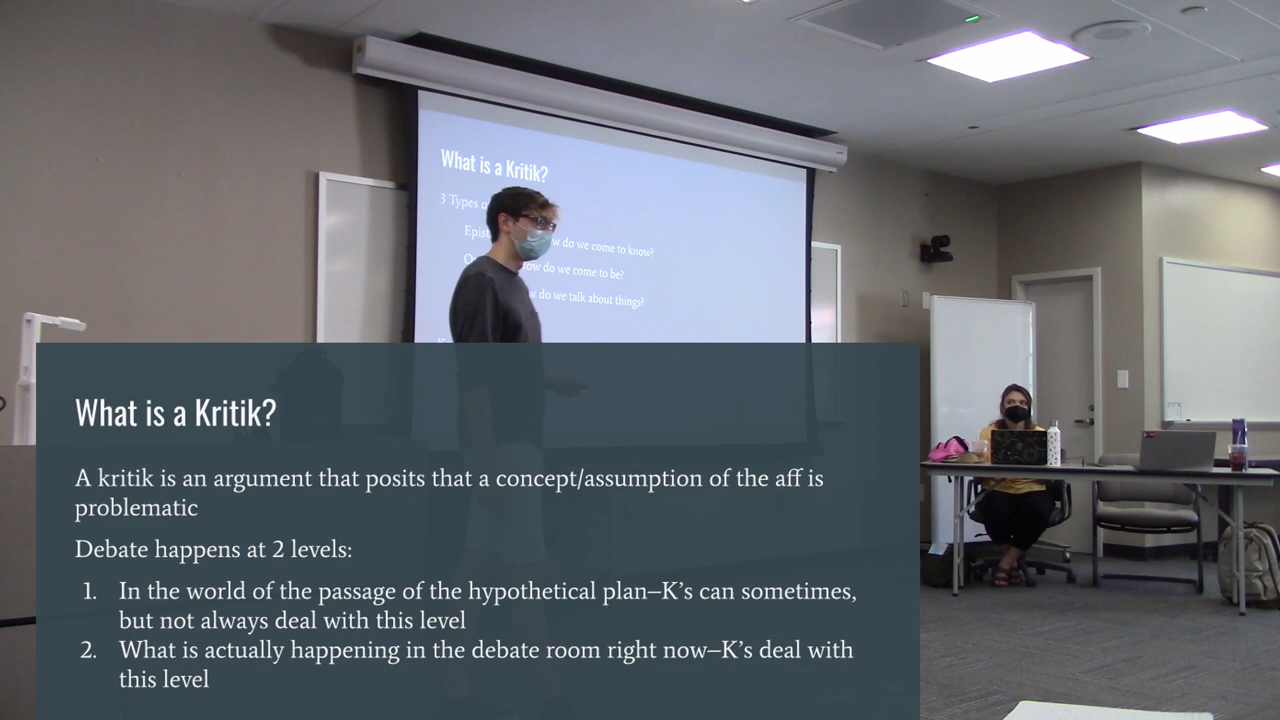 What is a Kritik?
3 Types
do we come to know?
do we come to be?
do we talk about things?
What is a Kritik?
A kritik is an argument that posits that a concept/assumption of the aff is
problematic
Debate happens at 2 levels:
1. In the world of the passage of the hypothetical plan–K's can sometimes,
but not always deal with this level
2. What is actually happening in the debate room right now–K's deal with
this level